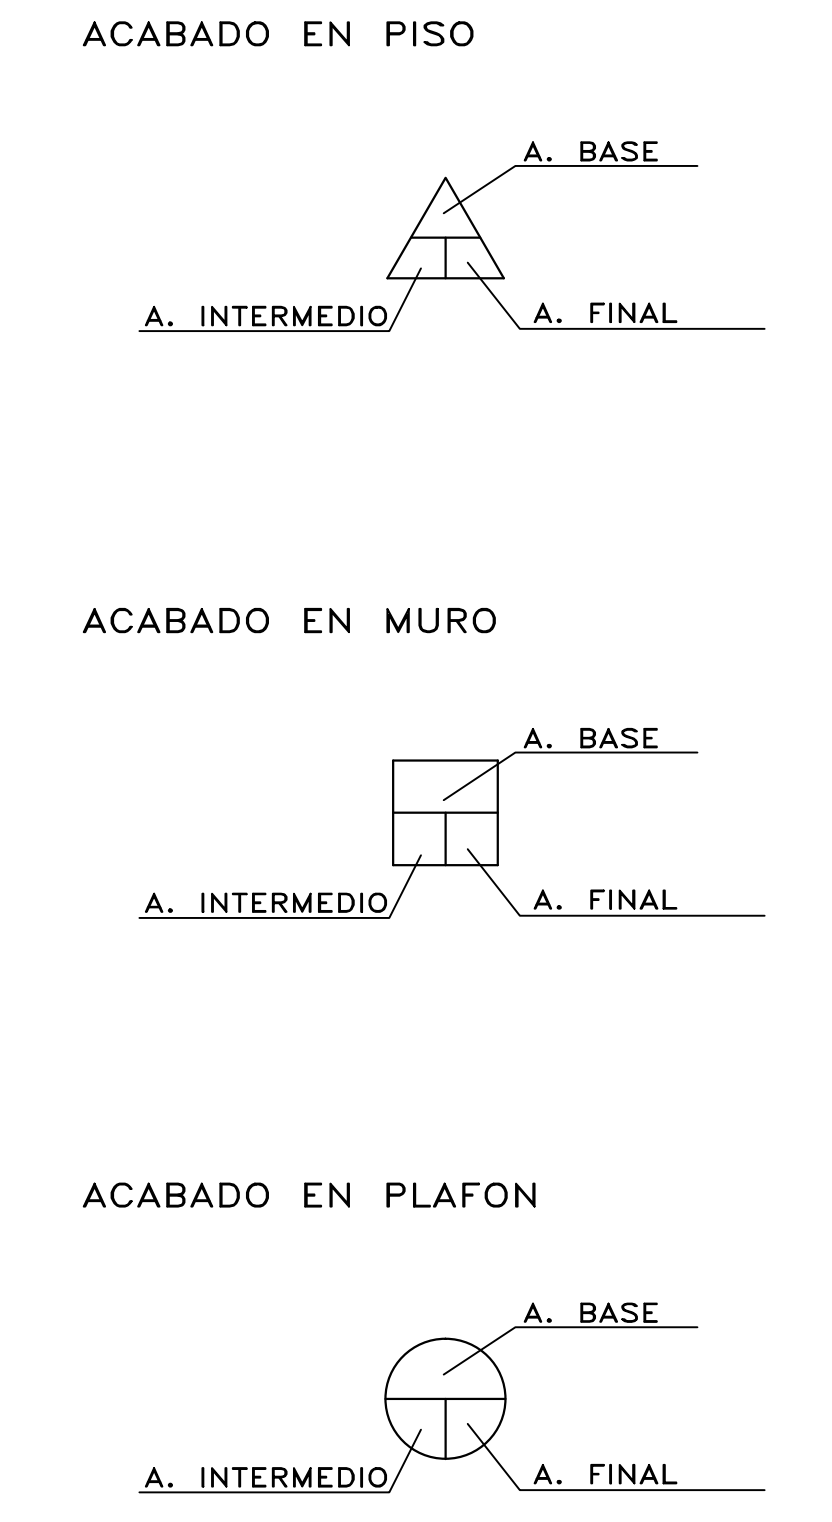 ACABADO EN PISO
A. BASE
A. INTERMEDIO
A. FINAL
ACABADO EN MURO
A. BASE
A. INTERMEDIO
A. FINAL
ACABADO EN PLAFON
A. BASE
A. INTERMEDIO
A. FINAL